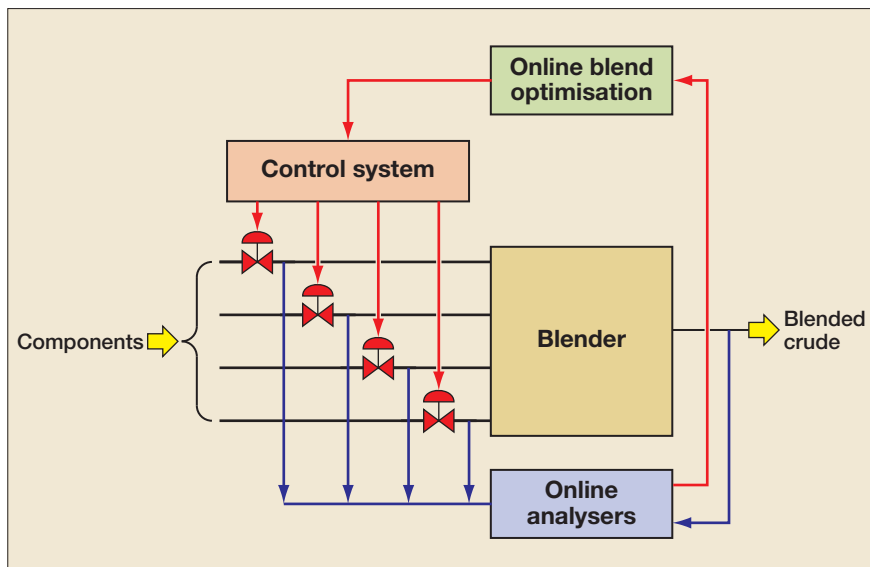 Online blend
optimisation
Control system
Components
Blender
Blended
crude
Online
analysers